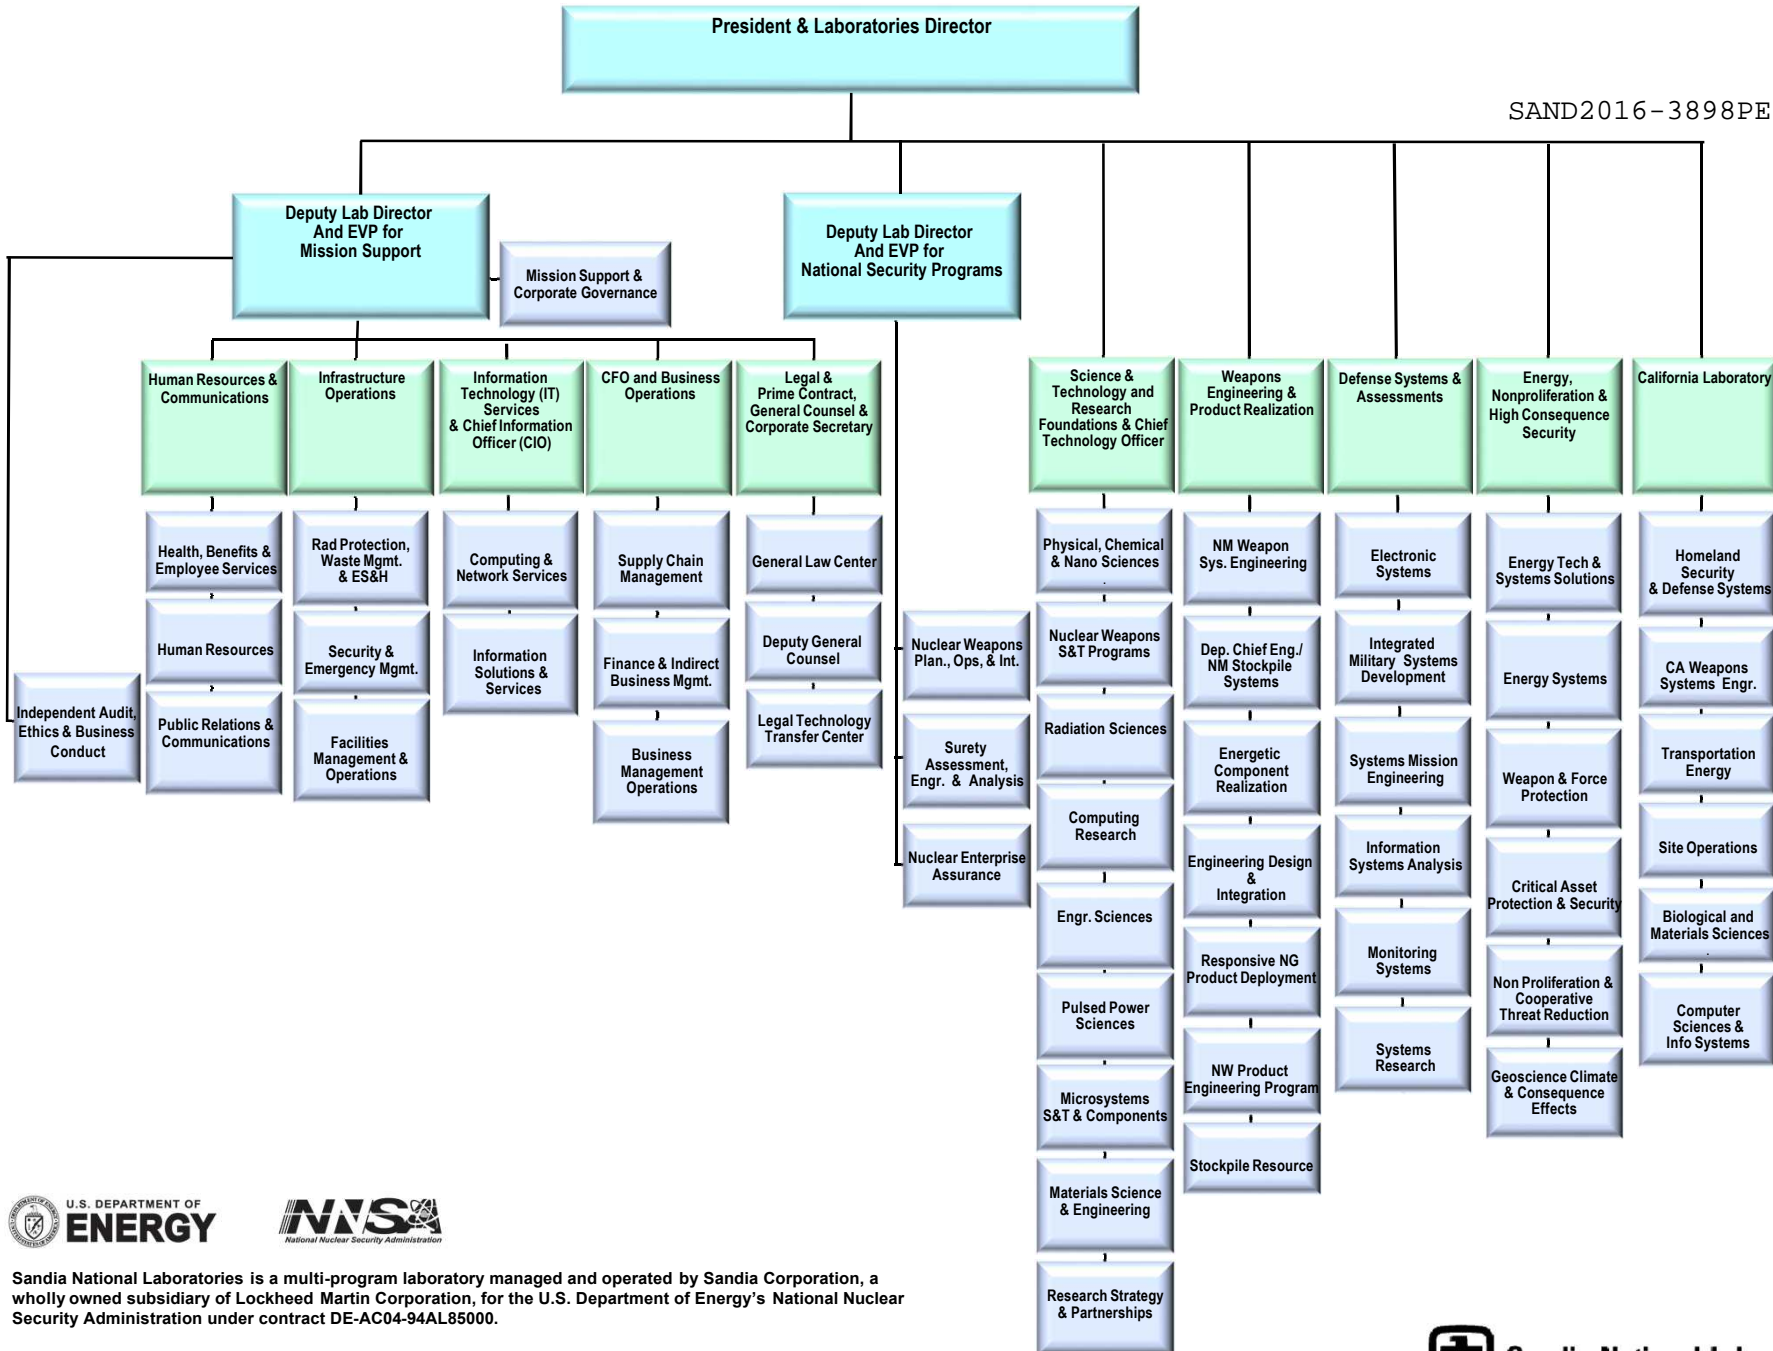 President & Laboratories Director
SAND2016-3898PE
Deputy Lab Director
And EVP for
Mission Support
Mission Support &
Corporate Governance
Deputy Lab Director
And EVP for
National Security Programs
Human Resources &
Communications
Infrastructure
Operations
Information
Technology (IT)
Services
& Chief Information
Officer (CIO)
CFO and Business
Operations
Legal &
Prime Contract,
General Counsel &
Corporate Secretary
Science &
Technology and
Research
Foundations & Chief
Technology Officer
Weapons
Engineering &
Product Realization
Defense Systems &
Assessments
Energy,
Nonproliferation &
High Consequence
Security
California Laboratory
Independent Audit,
Ethics & Business
Conduct
Health, Benefits &
Employee Services
Human Resources
Public Relations &
Communications
Rad Protection,
Waste Mgmt.
& ES&H
Security &
Emergency Mgmt.
Facilities
Management &
Operations
Computing &
Network Services
Information
Solutions &
Services
Supply Chain
Management
Finance & Indirect
Business Mgmt.
Business
Management
Operations
General Law Center
Deputy General
Counsel
Legal Technology
Transfer Center
Nuclear Weapons
Plan., Ops, & Int.
Surety
Assessment,
Engr. & Analysis
Nuclear Enterprise
Assurance
Physical, Chemical
& Nano Sciences
.
Nuclear Weapons
S&T Programs
Radiation Sciences
Computing
Research
Engr. Sciences
Pulsed Power
Sciences
Microsystems
S&T & Components
Materials Science
& Engineering
Research Strategy
& Partnerships
NM Weapon
Sys. Engineering
Dep. Chief Eng./
NM Stockpile
Systems
Energetic
Component
Realization
Engineering Design
&
Integration
Responsive NG
Product Deployment
NW Product
Engineering Program
Stockpile Resource
Electronic
Systems
Integrated
Military Systems
Development
Systems Mission
Engineering
Information
Systems Analysis
Monitoring
Systems
Systems
Research
Energy Tech &
Systems Solutions
Energy Systems
Weapon & Force
Protection
Critical Asset
Protection & Security
Non Proliferation &
Cooperative
Threat Reduction
Geoscience Climate
& Consequence
Effects
Homeland
Security
& Defense Systems
CA Weapons
Systems Engr.
Transportation
Energy
Site Operations
Biological and
Materials Sciences
.
Computer
Sciences &
Info Systems
U.S. DEPARTMENT OF
ENERGY
NNSA
National Nuclear Security Administration
Sandia National Laboratories is a multi-program laboratory managed and operated by Sandia Corporation, a
wholly owned subsidiary of Lockheed Martin Corporation, for the U.S. Department of Energy's National Nuclear
Security Administration under contract DE-AC04-94AL85000.